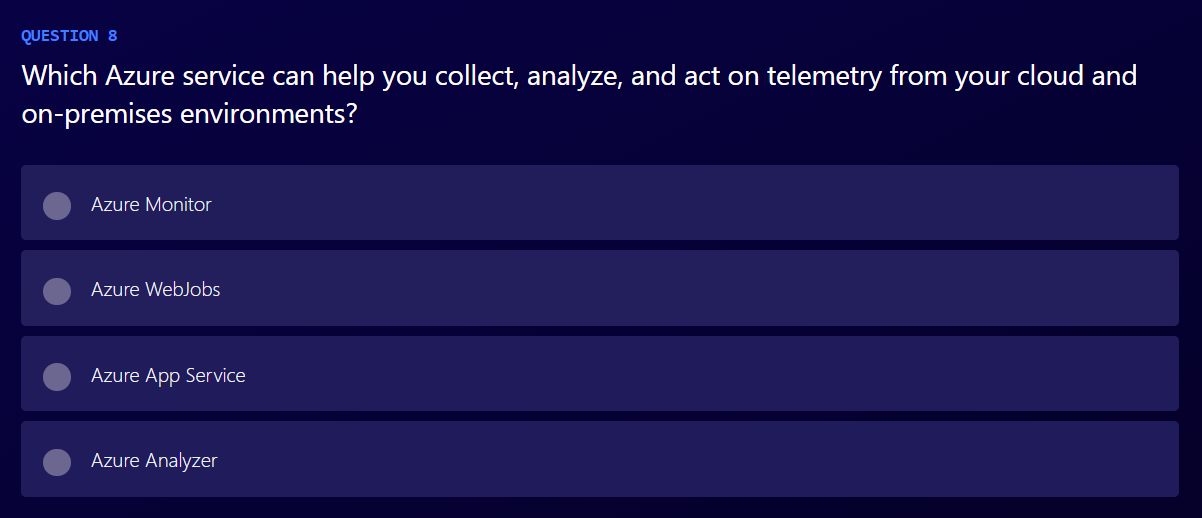 QUESTION 8
Which Azure service can help you collect, analyze, and act on telemetry from your cloud and
on-premises environments?
Azure Monitor
Azure WebJobs
Azure App Service
Azure Analyzer